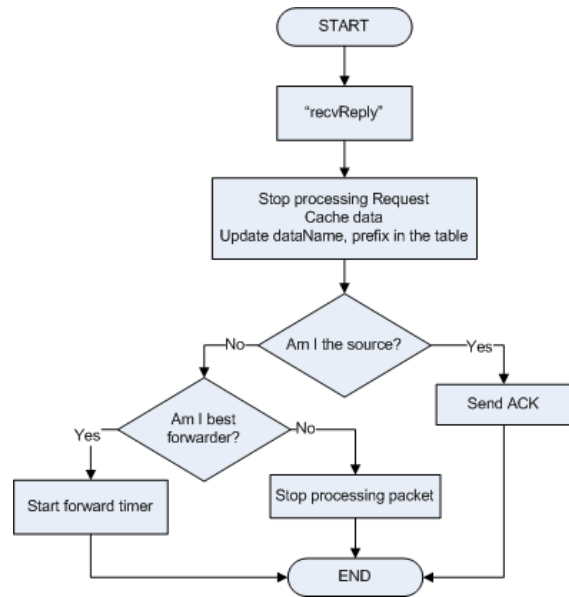 START
“recvReply”
Stop processing Request
Cache data
Update dataName, prefix in the table
Am I the source?
No
Yes
Am I best
forwarder?
Send ACK
Yes
No
Start forward timer
Stop processing packet
END